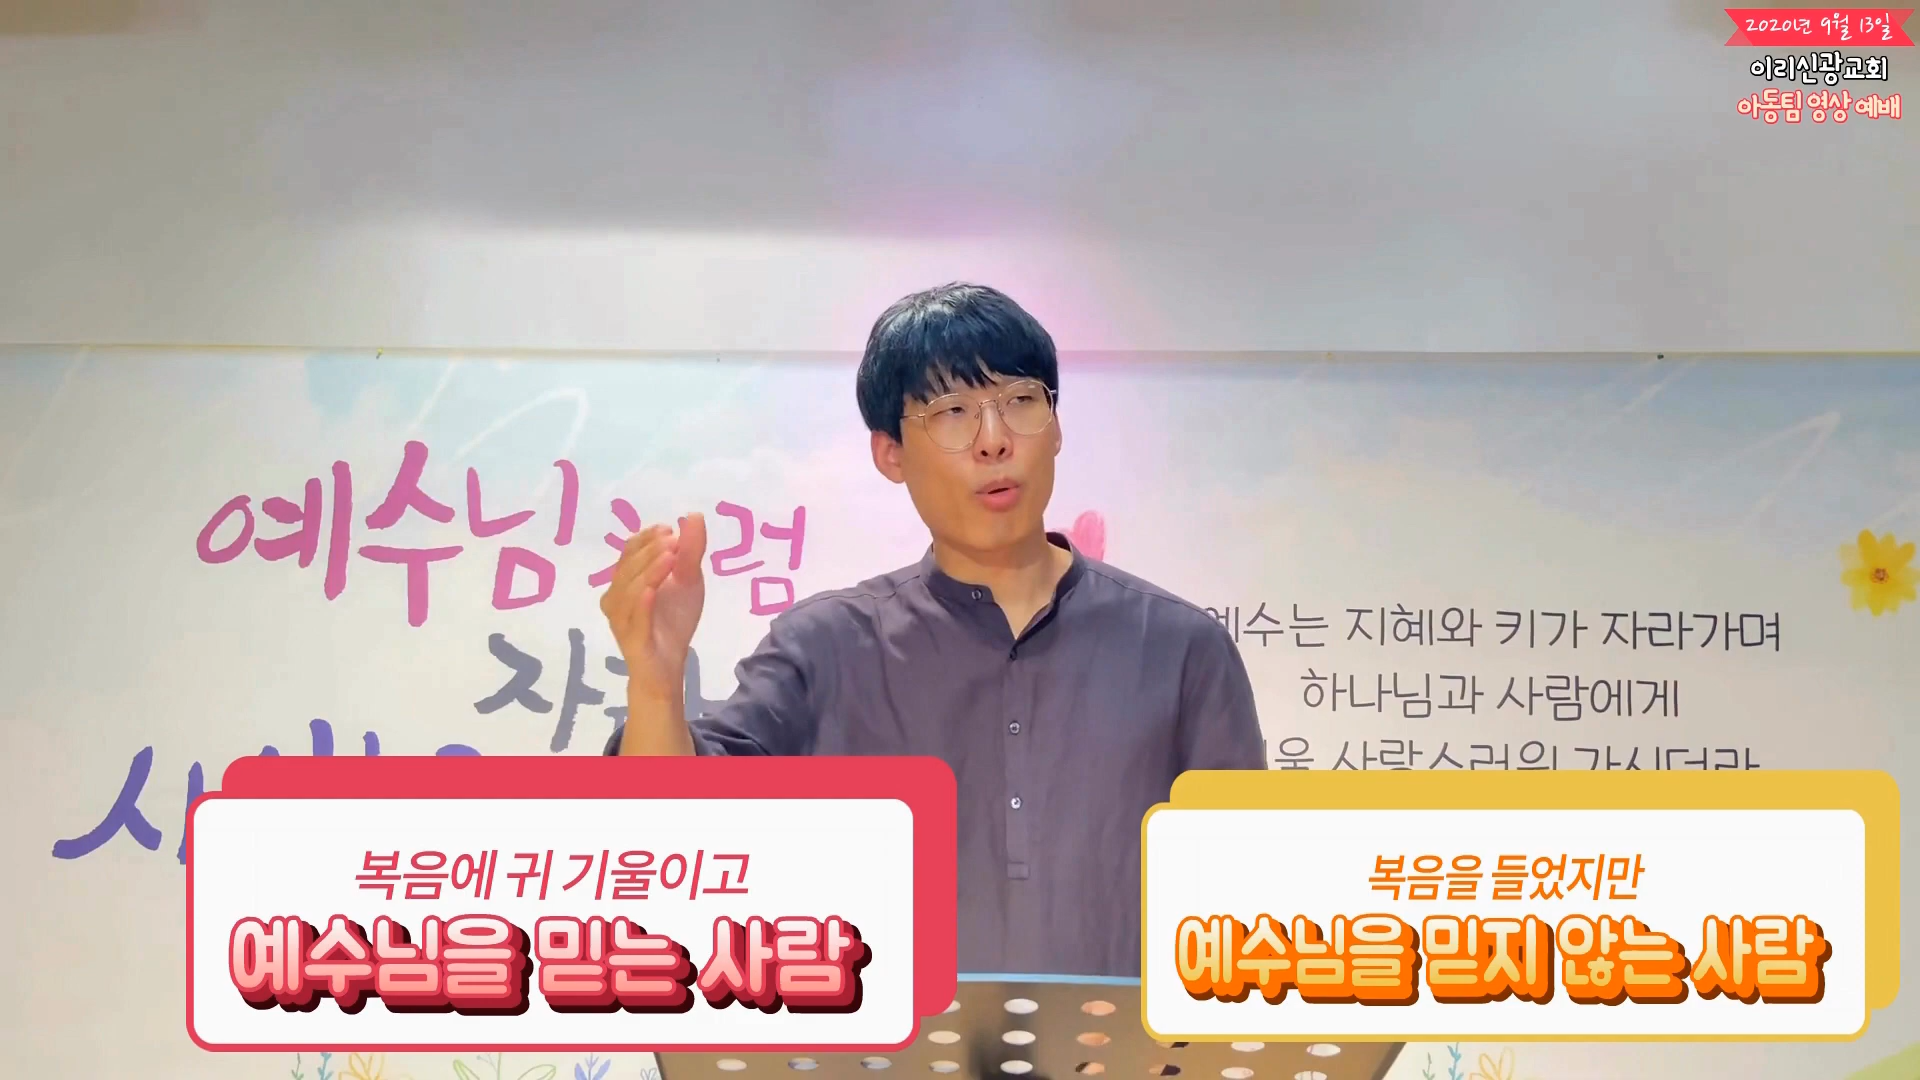 2020년 9월 13일
이리신광교회
아동팀 영상 예배
예수님처럼
예수는 지혜와 키가 자라가며
하나님과 사람에게
가시더라
복음에 귀 기울이고
예수님을 믿는 사람
복음을 들었지만
예수님을 믿지 않는 사람